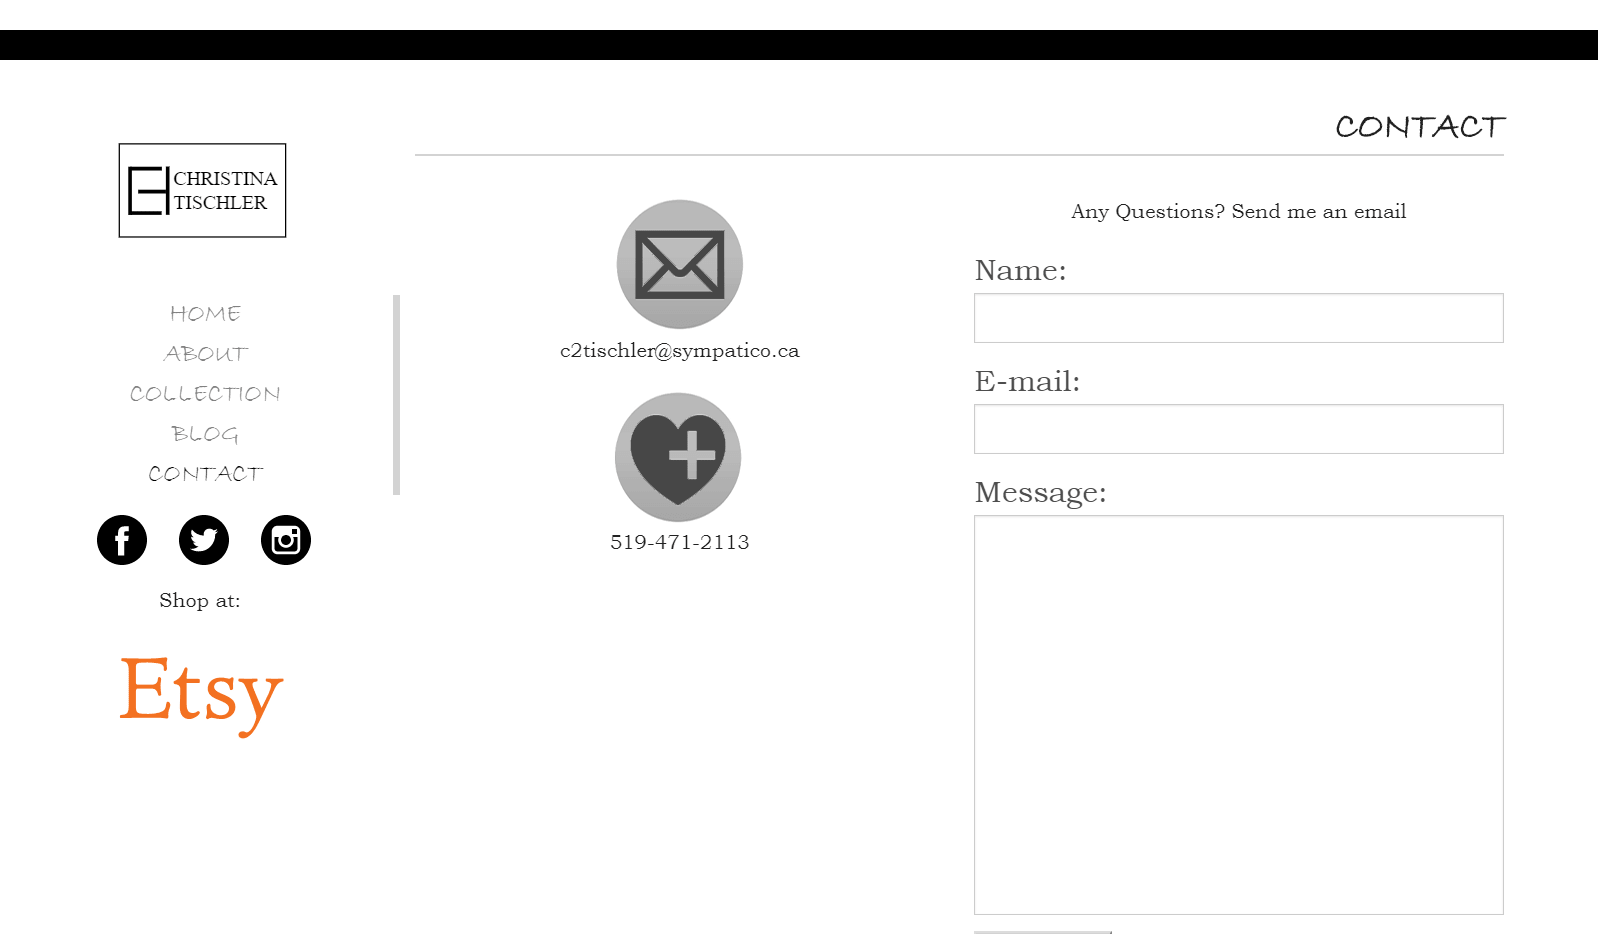 CONTACT
CHRISTINA
TISCHLER
HOME
ABOUT
COLLECTION
BLOG
CONTACT
Shop at:
Etsy
c2tischler@sympatico.ca
519-471-2113
Any Questions? Send me an email
Name:
E-mail:
Message: